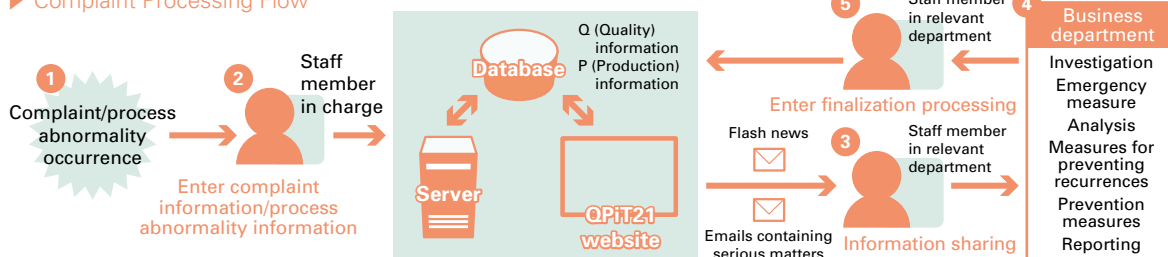 Complaint Processing Flow
1
Complaint/process
abnormality
occurrence
2
Staff
member
in charge
Enter complaint
information/process
abnormality information
Database
Q (Quality)
information
P (Production)
information
Server
QPiT21
website
Flash news
Emails containing
serious matters
3
Staff member
in relevant
department
Information sharing
4
Business
department
Investigation
Emergency
measure
Analysis
Measures for
preventing
recurrences
Prevention
measures
Reporting
5
Staff member
in relevant
department
Enter finalization processing